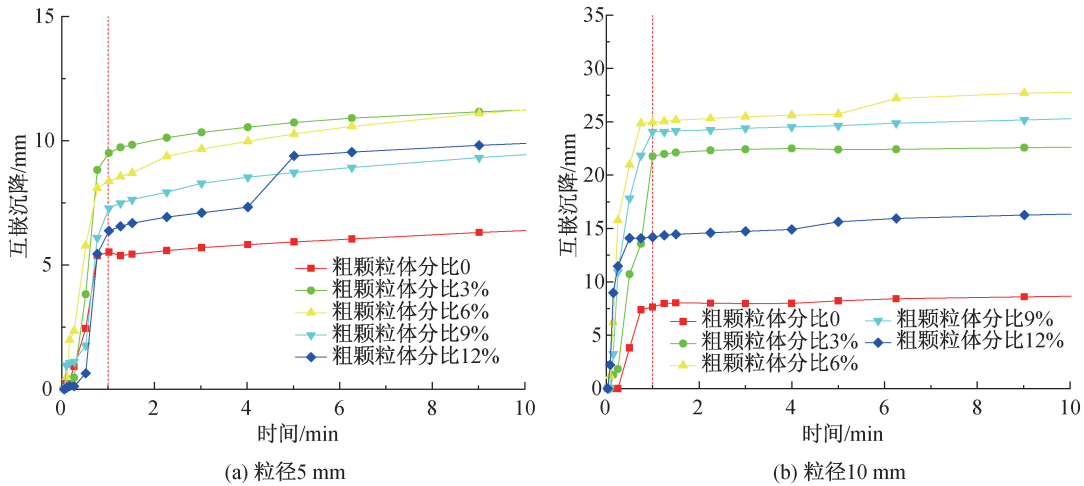 15
10
5
0
互嵌沉降/mm
粗颗粒体分比0
粗颗粒体分比3%
粗颗粒体分比6%
粗颗粒体分比9%
粗颗粒体分比12%
0 2 4 6 8 10
时间/min
(a) 粒径5 mm
35
30
25
20
15
10
5
0
互嵌沉降/mm
粗颗粒体分比0
粗颗粒体分比3%
粗颗粒体分比6%
粗颗粒体分比9%
粗颗粒体分比12%
0 2 4 6 8 10
时间/min
(b) 粒径10 mm